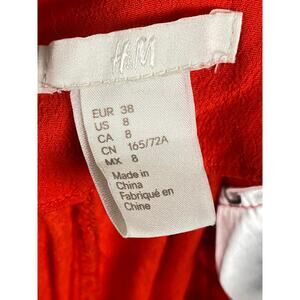 H&M
EUR 38
US 8
CA 8
CN 165/72A
MX 8
Made in
China
Fabriqué en
Chine